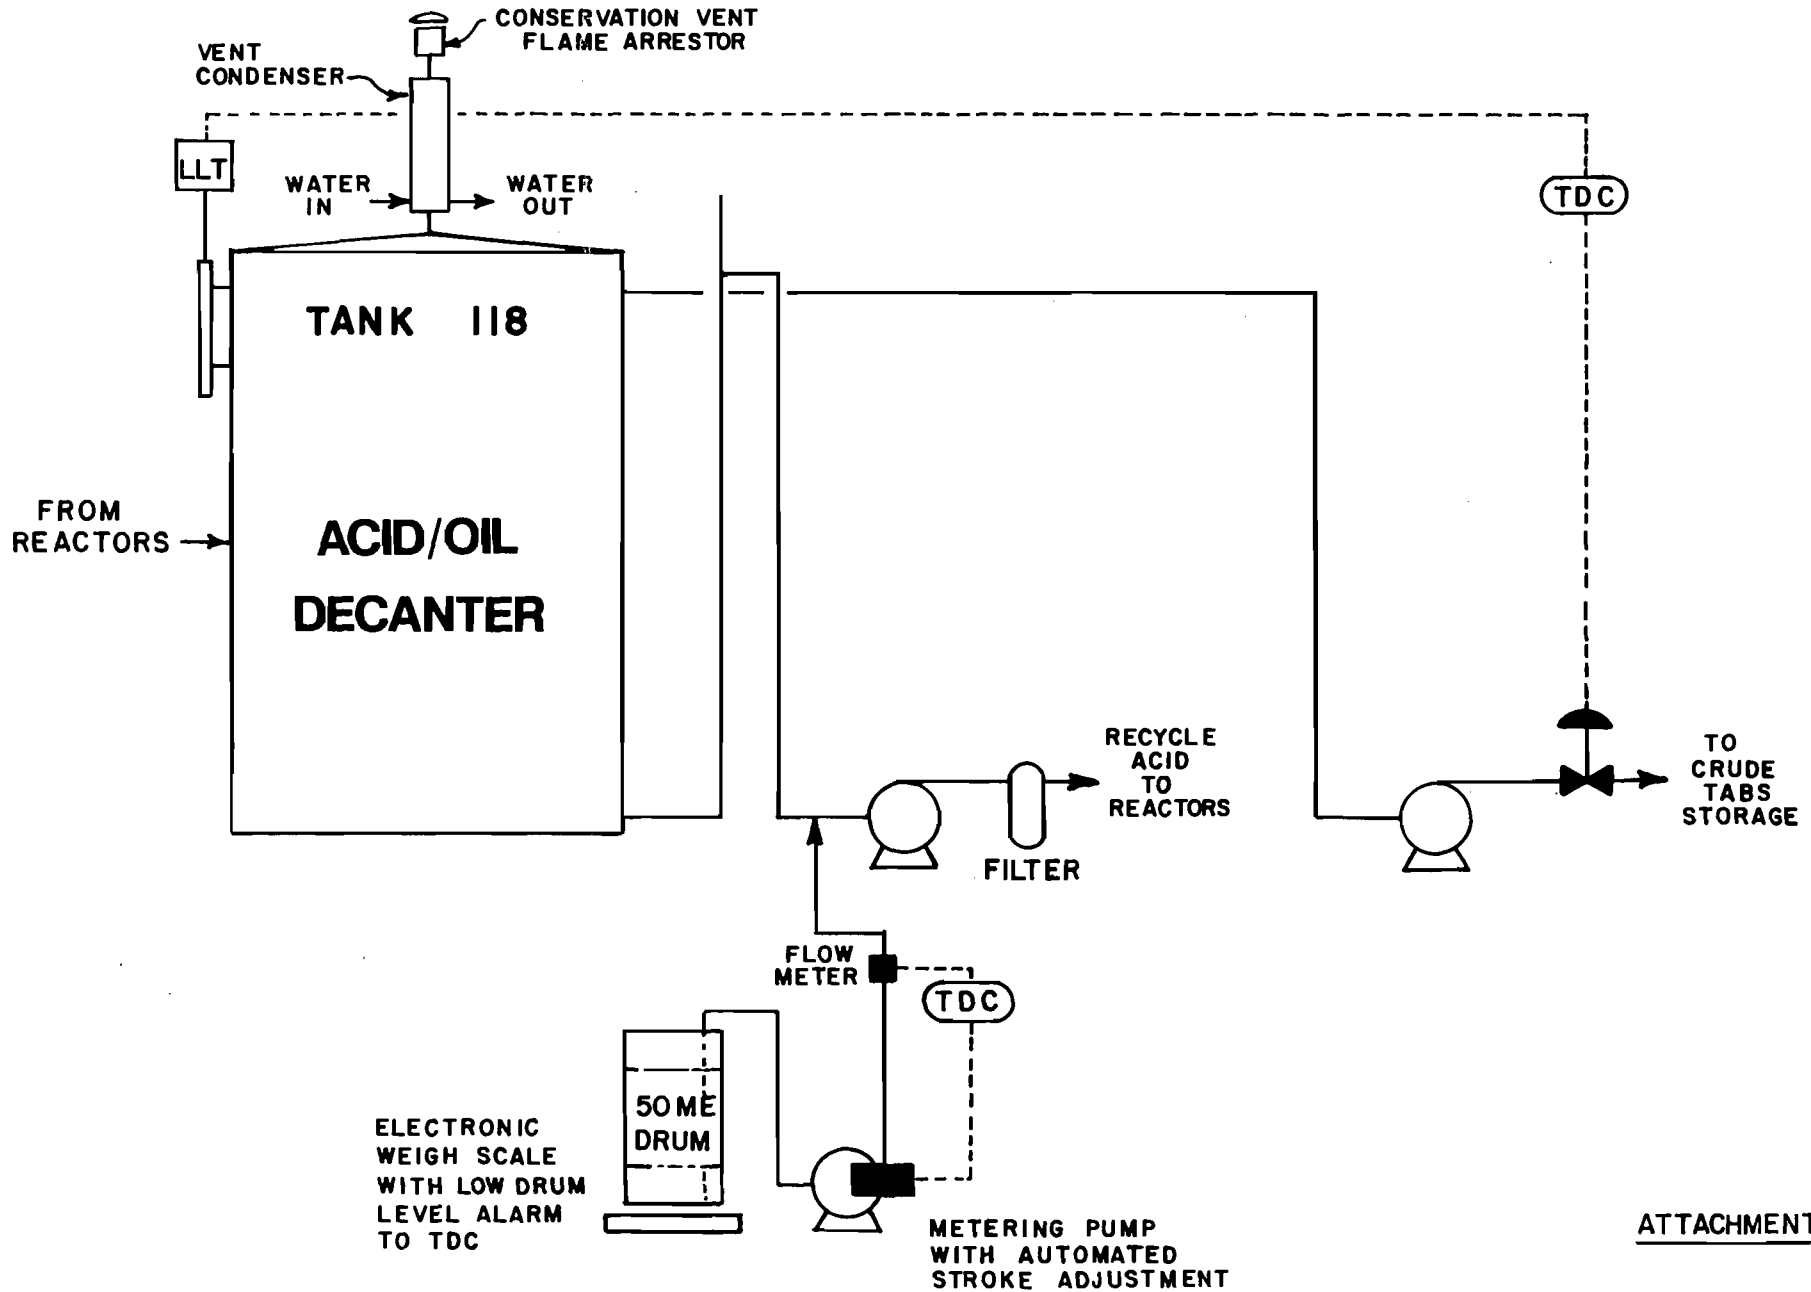 CONSERVATION VENT
FLAME ARRESTOR
VENT
CONDENSER
LLT
WATER
IN
WATER
OUT
TDC
TANK 118
FROM
REACTORS
ACID/OIL
DECANTER
RECYCLE
ACID
TO
REACTORS
FILTER
TO
CRUDE
TABS
STORAGE
FLOW
METER
TDC
50 ME
DRUM
ELECTRONIC
WEIGH SCALE
WITH LOW DRUM
LEVEL ALARM
TO TDC
METERING PUMP
WITH AUTOMATED
STROKE ADJUSTMENT
ATTACHMENT